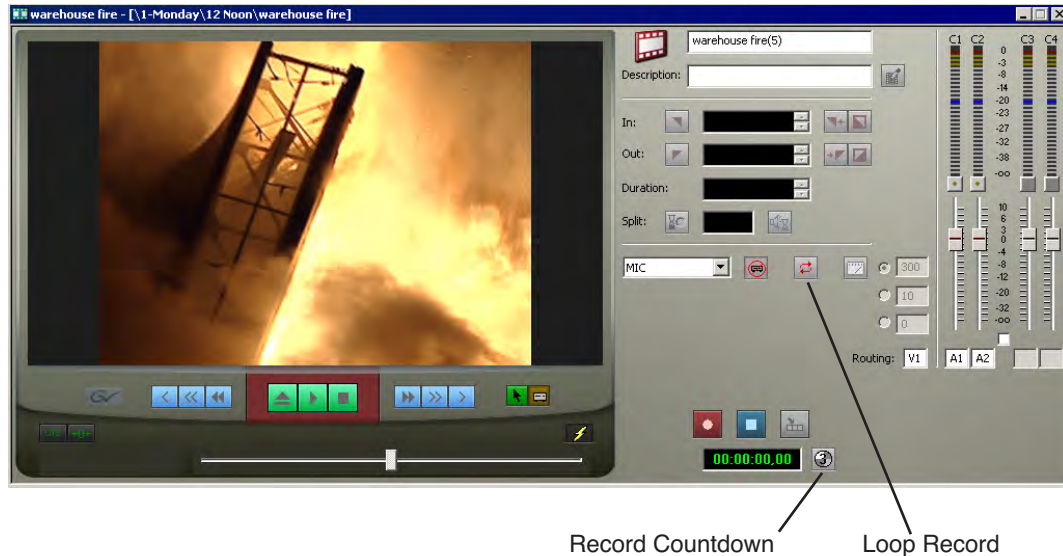 warehouse fire - [\1-Monday\12 Noon\warehouse fire]
warehouse fire(5)
Description:
In:
Out:
Duration:
Split:
MIC
300
10
0
Routing: V1 A1 A2
C1 C2 C3 C4
0
-3
-8
-14
-20
-23
-27
-32
-38
-oo
10
6
3
0
-4
-8
-12
-20
-32
-oo
GV
00:00:00,00
3
Record Countdown
Loop Record